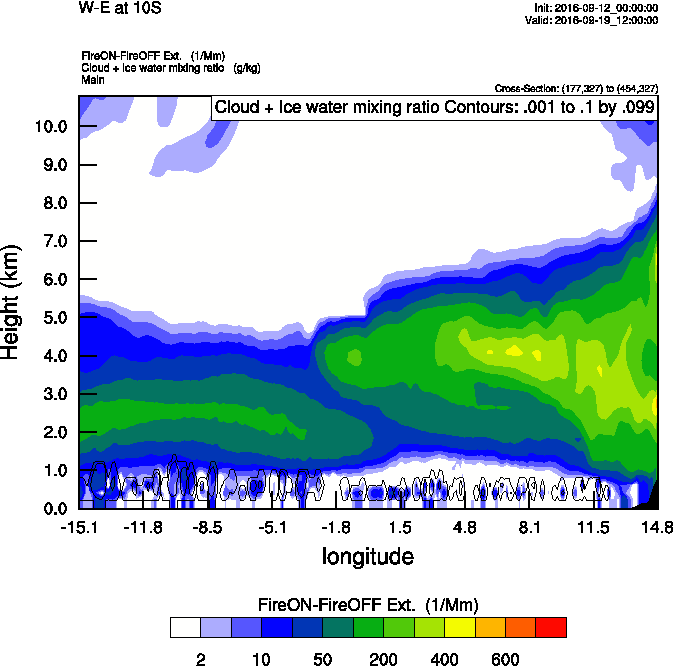 W-E at 10S
Init: 2016-09-12_00:00:00
Valid: 2016-09-19_12:00:00
FireON-FireOFF Ext. (1/Mm)
Cloud + Ice water mixing ratio (g/kg)
Main
Cross-Section: (177,327) to (454,327)
Cloud + Ice water mixing ratio Contours: .001 to .1 by .099
10.0
9.0
8.0
7.0
6.0
5.0
4.0
3.0
2.0
1.0
0.0
Height (km)
-15.1 -11.8 -8.5 -5.1 -1.8 1.5 4.8 8.1 11.5 14.8
longitude
FireON-FireOFF Ext. (1/Mm)
2 10 50 200 400 600